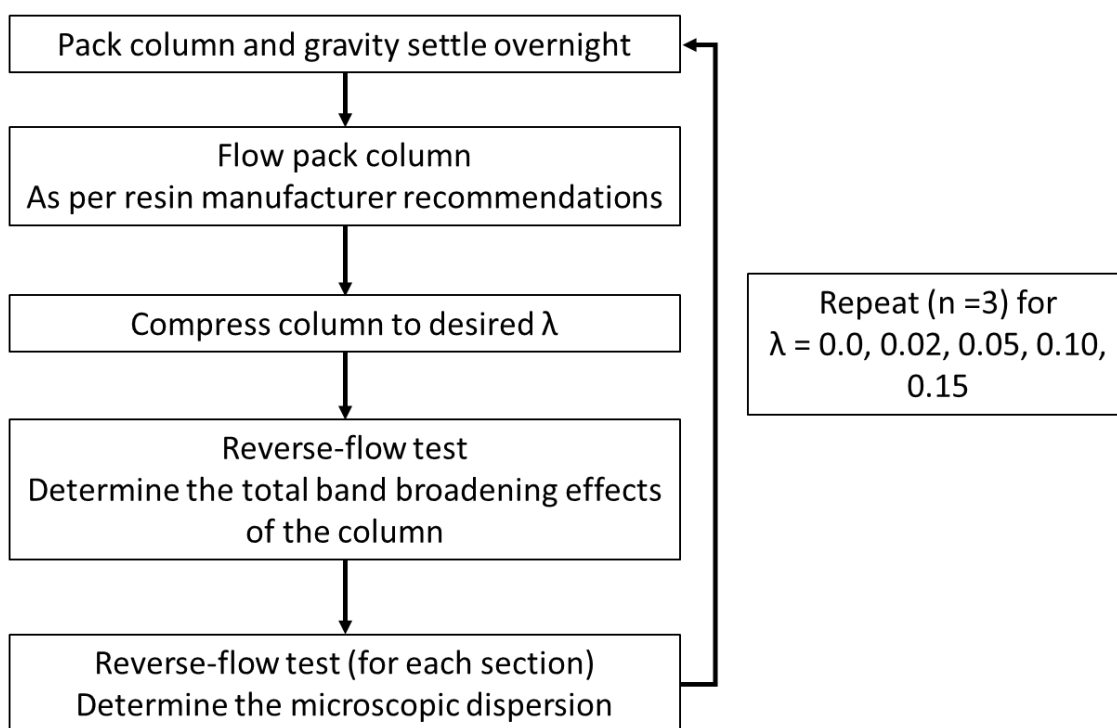 Pack column and gravity settle overnight
Flow pack column
As per resin manufacturer recommendations
Compress column to desired λ
Reverse-flow test
Determine the total band broadening effects
of the column
Reverse-flow test (for each section)
Determine the microscopic dispersion
Repeat (n =3) for
λ = 0.0, 0.02, 0.05, 0.10,
0.15